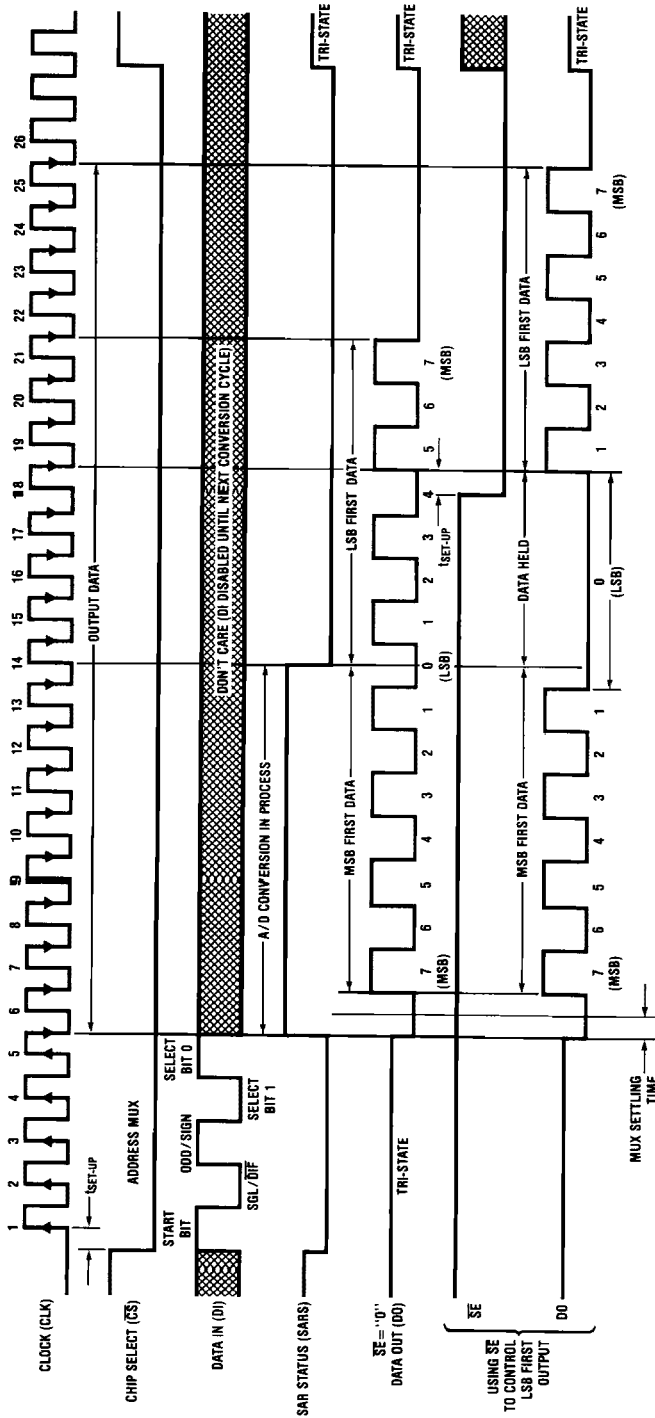 CLOCK (CLK)
1 2 3 4 5 6 7 8 9 10 11 12 13 14 15 16 17 18 19 20 21 22 23 24 25 26
tSET-UP
OUTPUT DATA
CHIP SELECT (CS)
ADDRESS MUX
DATA IN (DI)
START BIT
SGL/DIF
ODD/SIGN
SELECT BIT 1
SELECT BIT 0
DON'T CARE (DI DISABLED UNTIL NEXT CONVERSION CYCLE)
A/D CONVERSION IN PROCESS
SAR STATUS (SARS)
TRI-STATE
MSB FIRST DATA
LSB FIRST DATA
SE = "0"
DATA OUT (DO)
TRI-STATE
7 (MSB) 6 5 4 3 2 1 0 (LSB) 1 2 3 4 5 6 7 (MSB)
TRI-STATE
tSET-UP
USING SE
TO CONTROL
LSB FIRST
OUTPUT
SE
MSB FIRST DATA
DATA HELD
LSB FIRST DATA
DO
TRI-STATE
7 (MSB) 6 5 4 3 2 1 0 (LSB) 1 2 3 4 5 6 7 (MSB)
MUX SETTLING
TIME